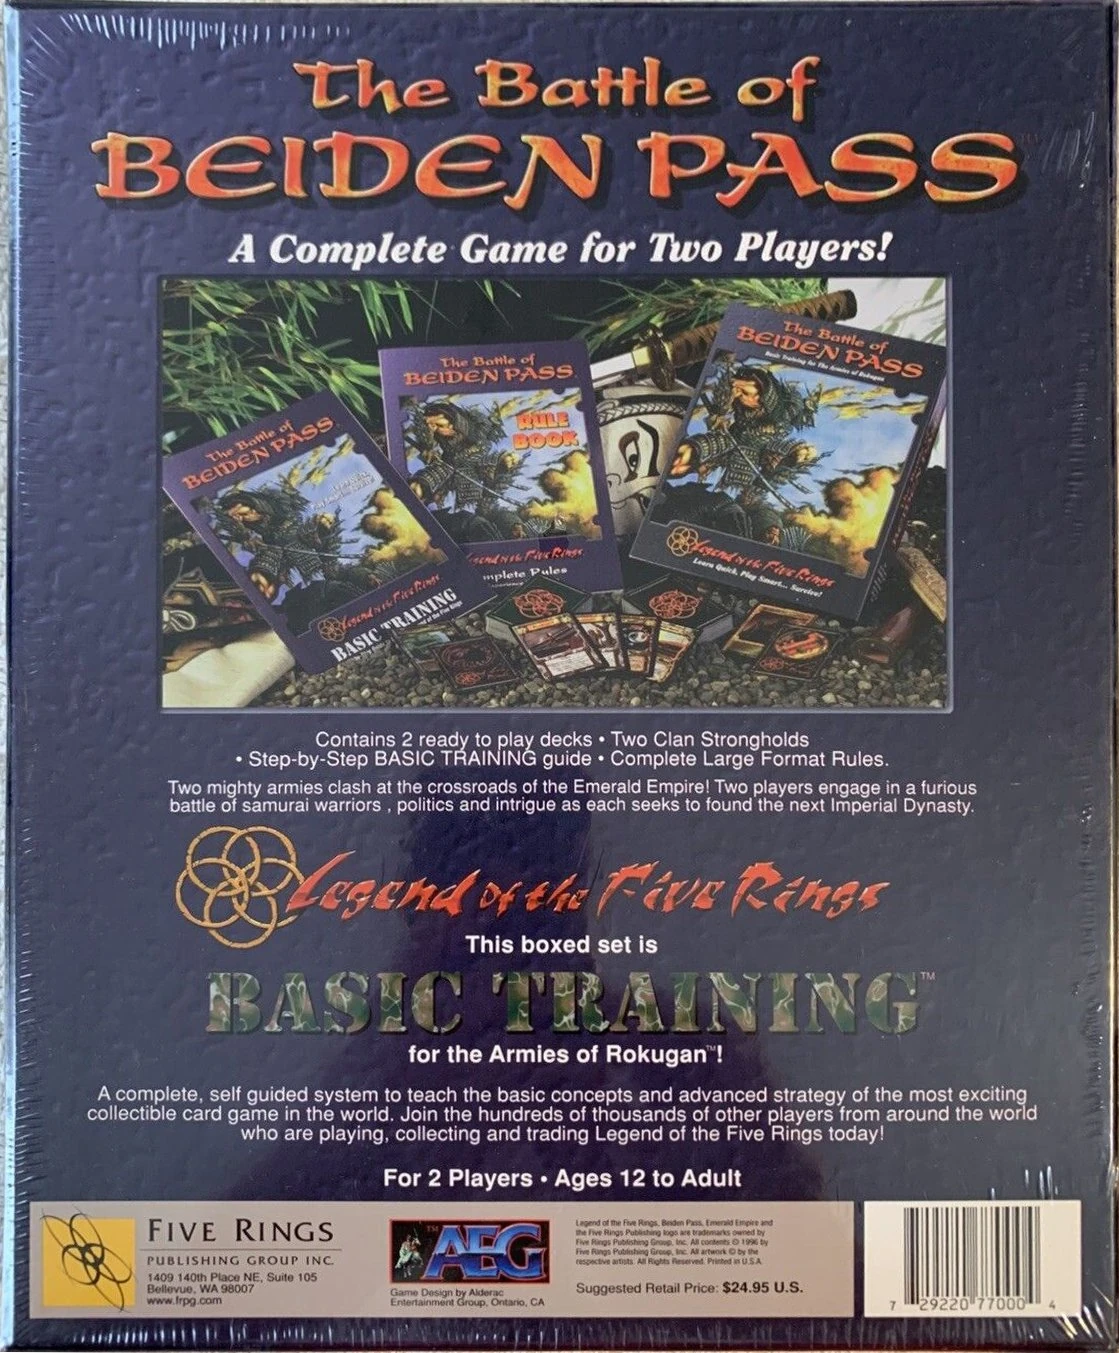 The Battle of
BEIDEN PASS™
A Complete Game for Two Players!
The Battle of
BEIDEN PASS
Legend of the Five Rings
BASIC TRAINING
The Battle of
BEIDEN PASS
RULE
BOOK
Legend of the Five Rings
The Battle of
BEIDEN PASS
Basic Training for The Armies of Rokugan
Legend of the Five Rings
Learn Quick, Play Smart... Survive!
Contains 2 ready to play decks • Two Clan Strongholds
• Step-by-Step BASIC TRAINING guide • Complete Large Format Rules.
Two mighty armies clash at the crossroads of the Emerald Empire! Two players engage in a furious
battle of samurai warriors , politics and intrigue as each seeks to found the next Imperial Dynasty.
Legend of the Five Rings
This boxed set is
BASIC TRAINING™
for the Armies of Rokugan™!
A complete, self guided system to teach the basic concepts and advanced strategy of the most exciting
collectible card game in the world. Join the hundreds of thousands of other players from around the world
who are playing, collecting and trading Legend of the Five Rings today!
For 2 Players • Ages 12 to Adult
FIVE RINGS
PUBLISHING GROUP INC.
1409 140th Place NE, Suite 105
Bellevue, WA 98007
www.frpg.com
™AEG
Game Design by Alderac
Entertainment Group, Ontario, CA
Legend of the Five Rings, Beiden Pass, Emerald Empire and
the Five Rings Publishing logo are trademarks owned by
Five Rings Publishing Group, Inc. All contents © 1996 by
Five Rings Publishing Group, Inc. All artwork © by the
respective artists. All Rights Reserved. Printed in U.S.A.
Suggested Retail Price: $24.95 U.S.
7 29220 77000 4